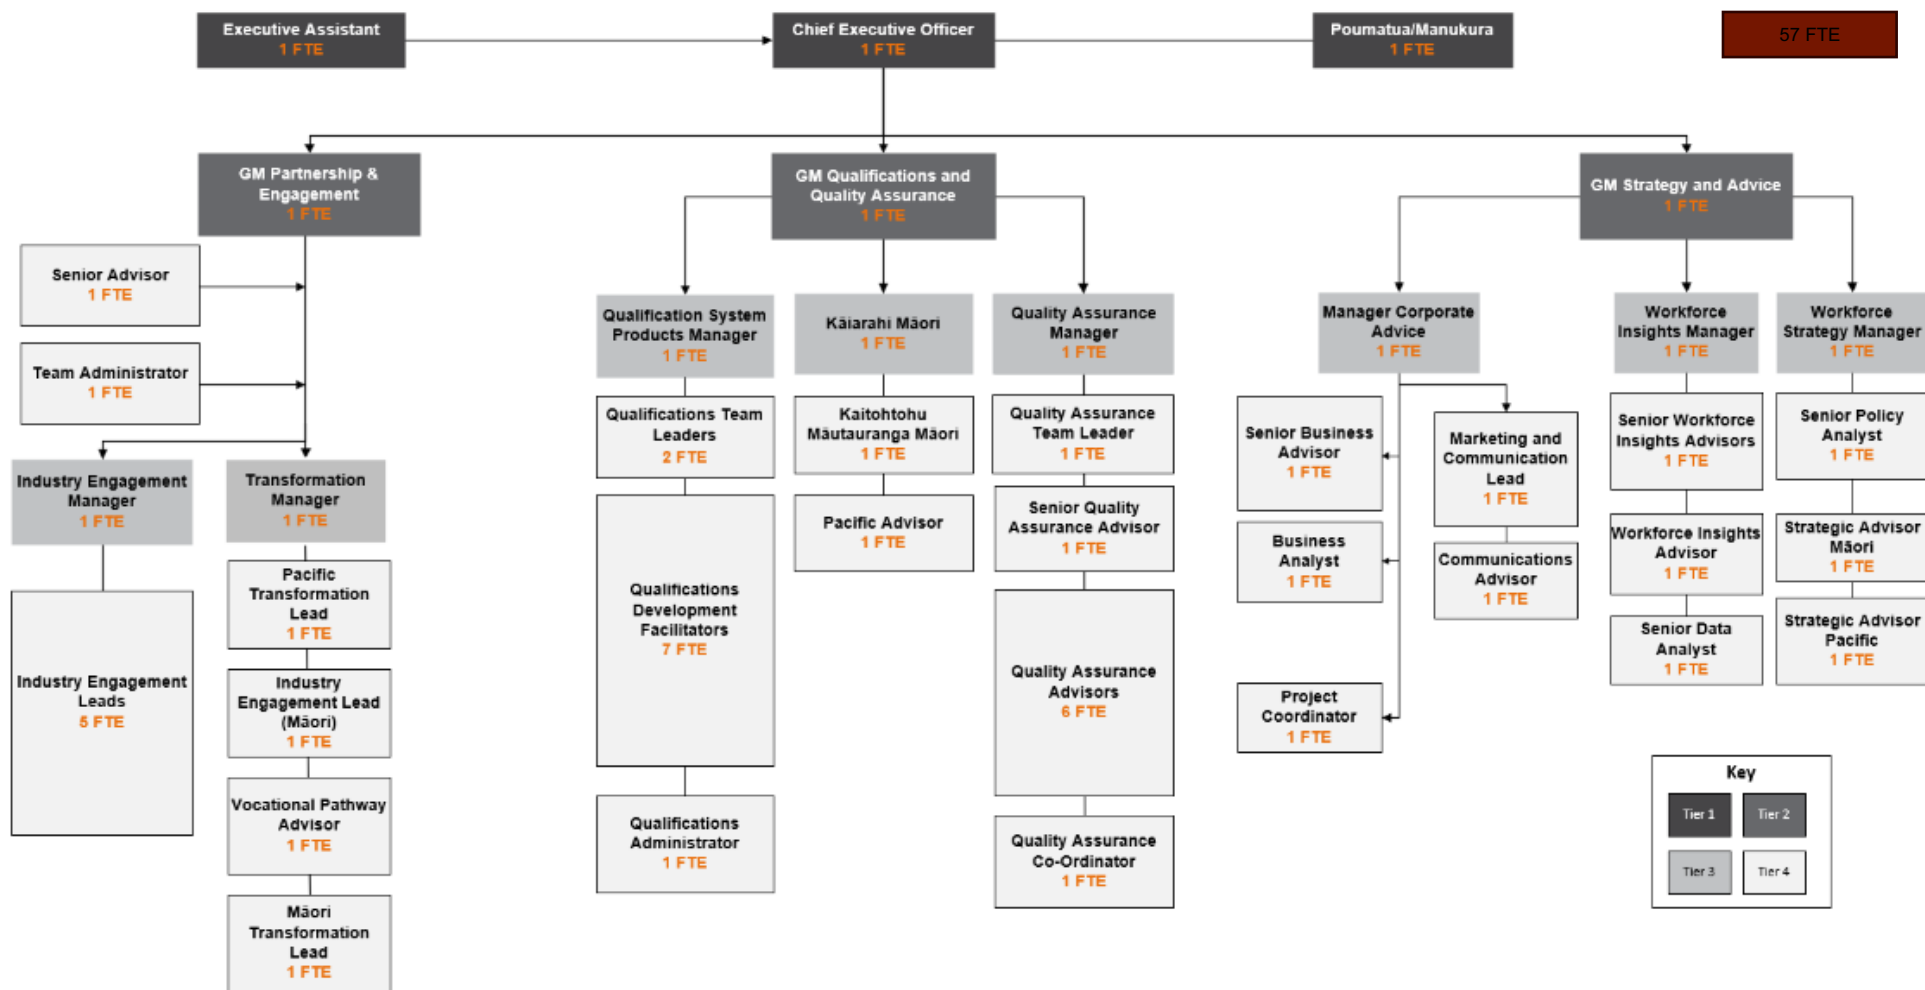 Executive Assistant
1 FTE
Chief Executive Officer
1 FTE
Poumatua/Manukura
1 FTE
57 FTE
GM Partnership &
Engagement
1 FTE
GM Qualifications and
Quality Assurance
1 FTE
GM Strategy and Advice
1 FTE
Senior Advisor
1 FTE
Team Administrator
1 FTE
Industry Engagement
Manager
1 FTE
Industry Engagement
Leads
5 FTE
Transformation
Manager
1 FTE
Pacific
Transformation
Lead
1 FTE
Industry
Engagement Lead
(Māori)
1 FTE
Vocational Pathway
Advisor
1 FTE
Māori
Transformation
Lead
1 FTE
Qualification System
Products Manager
1 FTE
Qualifications Team
Leaders
2 FTE
Qualifications
Development
Facilitators
7 FTE
Qualifications
Administrator
1 FTE
Kāiarahi Māori
1 FTE
Kaitohtohu
Māutauranga Māori
1 FTE
Pacific Advisor
1 FTE
Quality Assurance
Manager
1 FTE
Quality Assurance
Team Leader
1 FTE
Senior Quality
Assurance Advisor
1 FTE
Quality Assurance
Advisors
6 FTE
Quality Assurance
Co-Ordinator
1 FTE
Manager Corporate
Advice
1 FTE
Senior Business
Advisor
1 FTE
Business
Analyst
1 FTE
Project
Coordinator
1 FTE
Marketing and
Communication
Lead
1 FTE
Communications
Advisor
1 FTE
Workforce
Insights Manager
1 FTE
Senior Workforce
Insights Advisors
1 FTE
Workforce Insights
Advisor
1 FTE
Senior Data
Analyst
1 FTE
Workforce
Strategy Manager
1 FTE
Senior Policy
Analyst
1 FTE
Strategic Advisor
Māori
1 FTE
Strategic Advisor
Pacific
1 FTE
Key
Tier 1
Tier 2
Tier 3
Tier 4